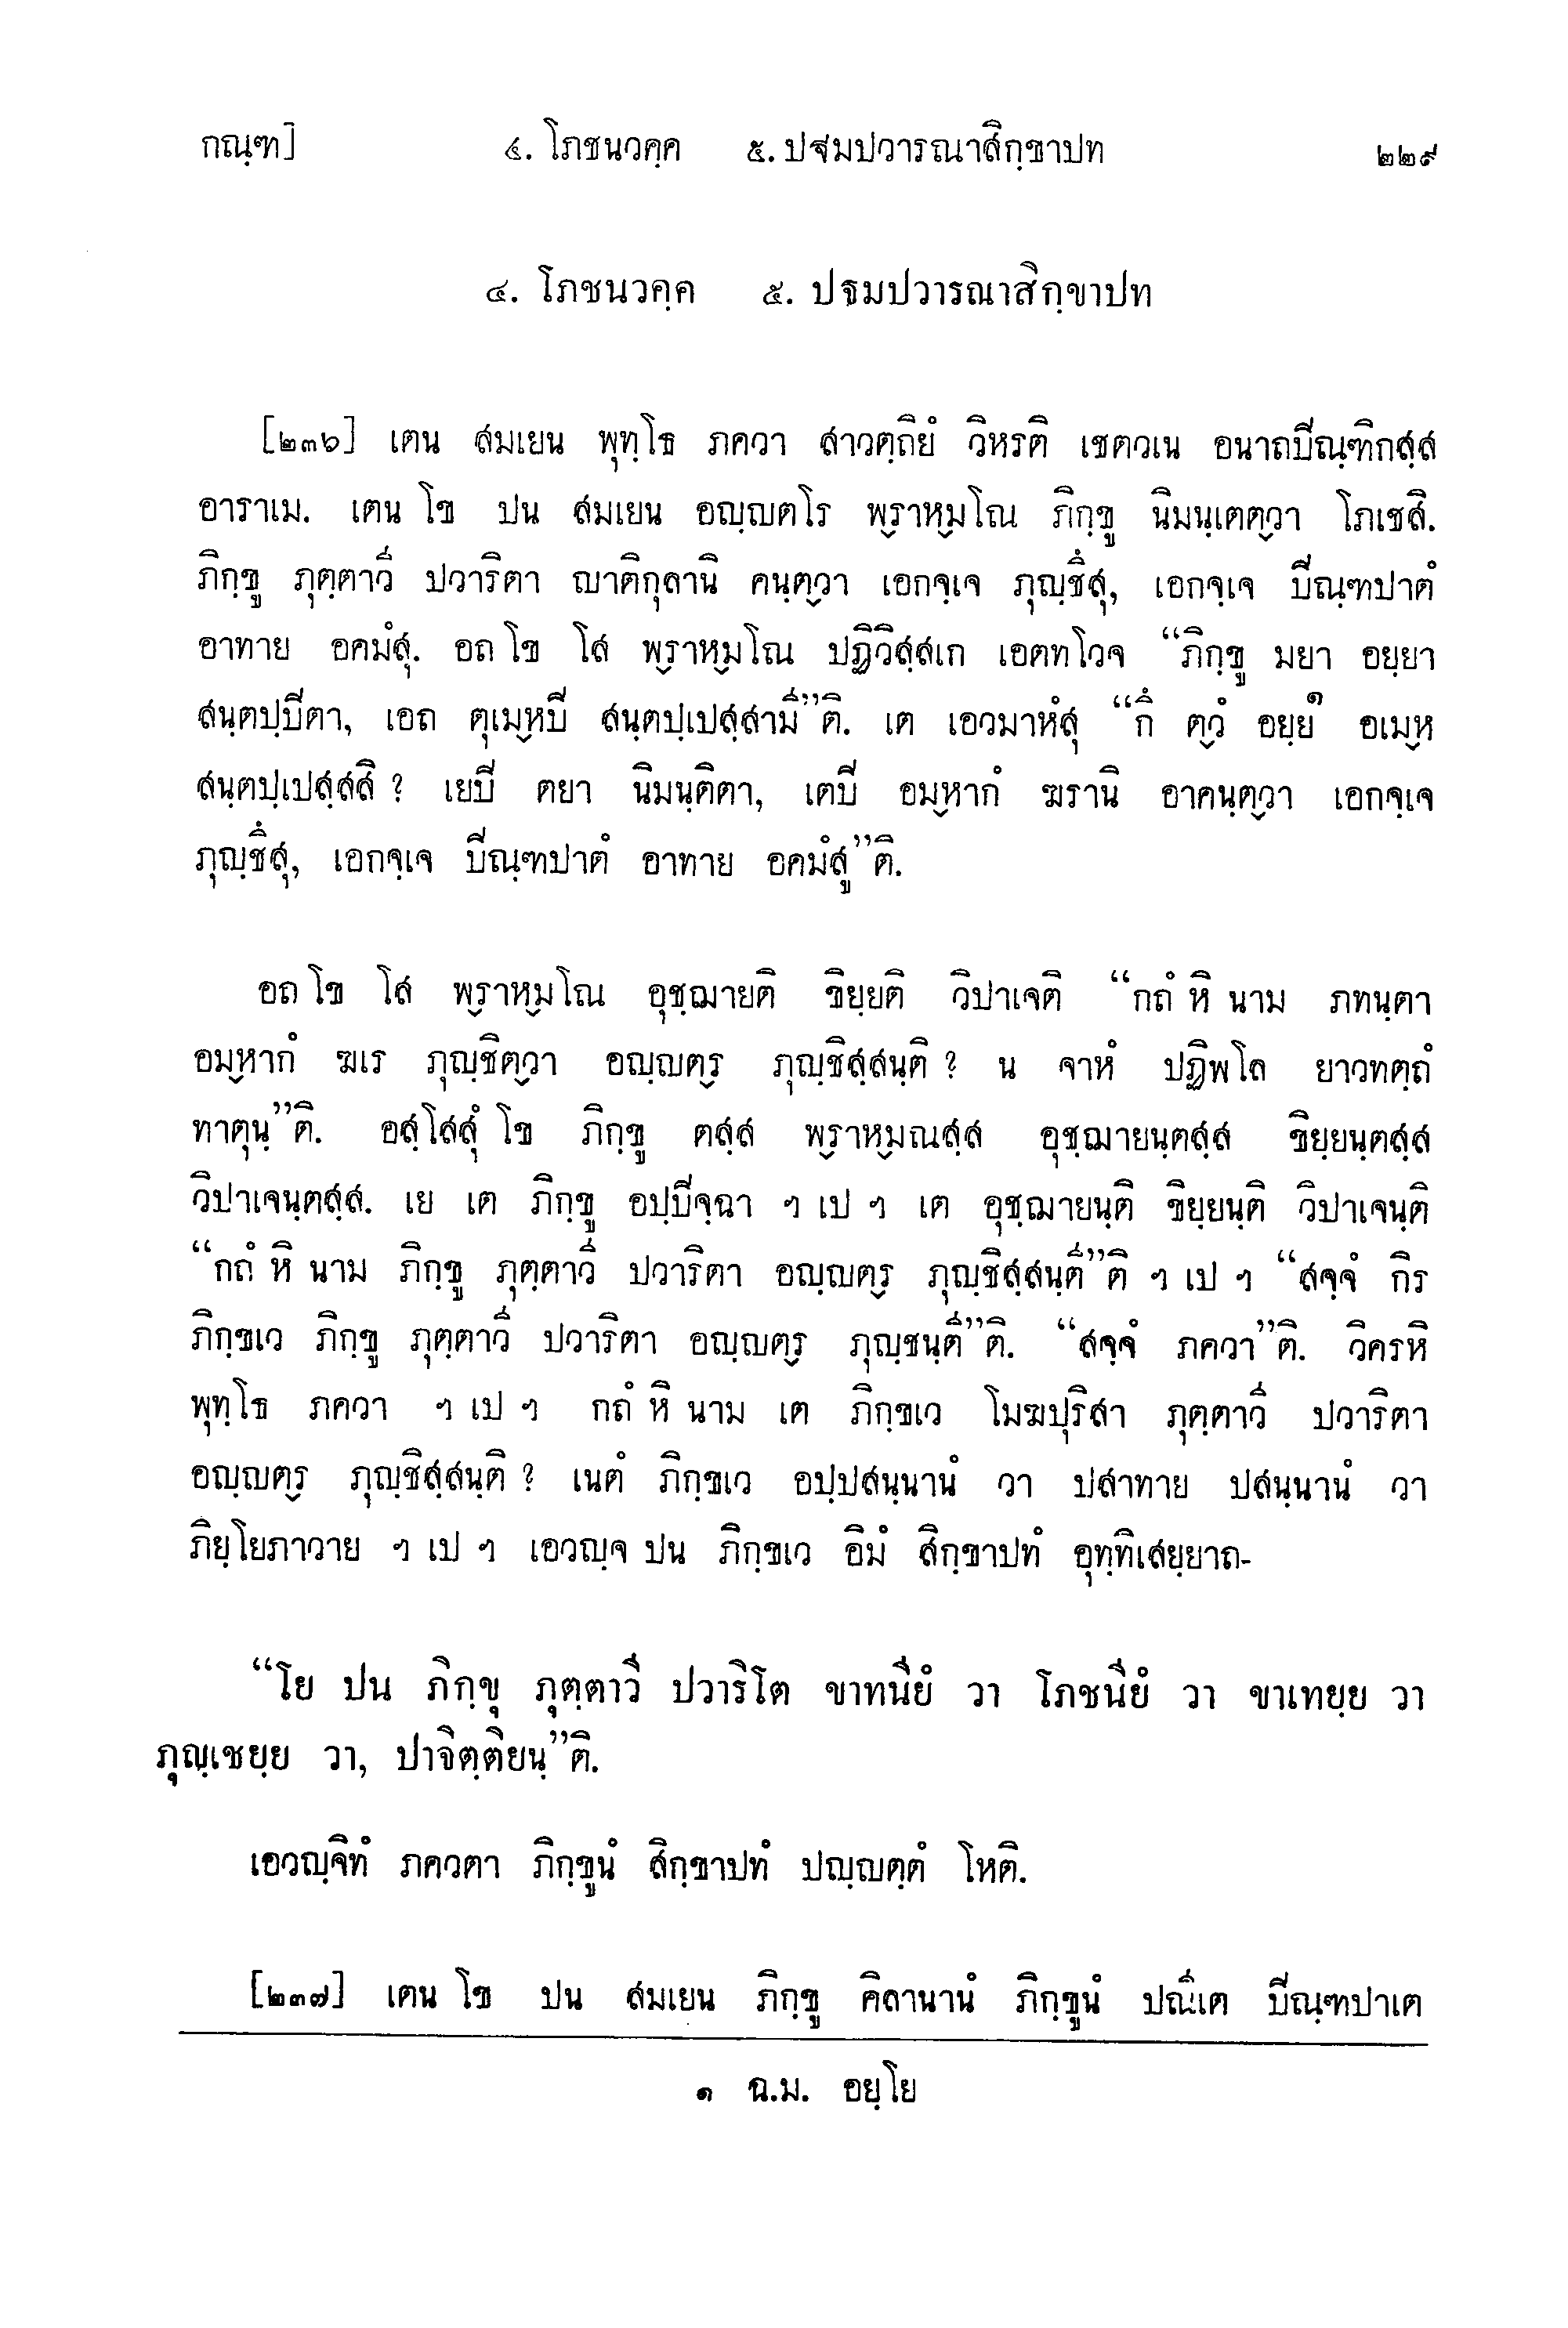 กณฺฑ] ๔. โภชนวคฺค ๕. ปฐมปวารณาสิกฺขาปท ๒๒๙
๔. โภชนวคฺค ๕. ปฐมปวารณาสิกฺขาปท
[๒๓๖] เตน สมเยน พุทฺโธ ภควา สาวตฺถิยํ วิหรติ เชตวเน อนาถปิณฺฑิกสฺส
อาราเม. เตน โข ปน สมเยน อญฺญตโร พฺราหฺมโณ ภิกฺขู นิมนฺเตตฺวา โภเชสิ.
ภิกฺขู ภุตฺตาวี ปวาริตา ญาติกุลานิ คนฺตฺวา เอกจฺเจ ภุญฺชึสุ, เอกจฺเจ ปิณฺฑปาตํ
อาทาย อคมํสุ. อถ โข โส พฺราหฺมโณ ปฏิวิสฺสเก เอตทโวจ “ภิกฺขู มยา อยฺยา
สนฺตปฺปิตา, เอถ ตุเมฺหปิ สนฺตปฺเปสฺสามี”ติ. เต เอวมาหํสุ “กึ ตฺวํ อยฺย๑ อเมฺห
สนฺตปฺเปสฺสสิ ? เยปิ ตยา นิมนฺติตา, เตปิ อมฺหากํ ฆรานิ อาคนฺตฺวา เอกจฺเจ
ภุญฺชึสุ, เอกจฺเจ ปิณฺฑปาตํ อาทาย อคมํสู”ติ.
อถ โข โส พฺราหฺมโณ อุชฺฌายติ ขิยฺยติ วิปาเจติ “กถํ หิ นาม ภทนฺตา
อมฺหากํ ฆเร ภุญฺชิตฺวา อญฺญตฺร ภุญฺชิสฺสนฺติ ? น จาหํ ปฏิพโล ยาวทตฺถํ
ทาตุนฺ”ติ. อสฺโสสุํ โข ภิกฺขู ตสฺส พฺราหฺมณสฺส อุชฺฌายนฺตสฺส ขิยฺยนฺตสฺส
วิปาเจนฺตสฺส. เย เต ภิกฺขู อปฺปิจฺฉา ฯ เป ฯ เต อุชฺฌายนฺติ ขิยฺยนฺติ วิปาเจนฺติ
“กถํ หิ นาม ภิกฺขู ภุตฺตาวี ปวาริตา อญฺญตฺร ภุญฺชิสฺสนฺตี”ติ ฯ เป ฯ “สจฺจํ กิร
ภิกฺขเว ภิกฺขู ภุตฺตาวี ปวาริตา อญฺญตฺร ภุญฺชนฺตี”ติ. “สจฺจํ ภควา”ติ. วิครหิ
พุทฺโธ ภควา ฯ เป ฯ กถํ หิ นาม เต ภิกฺขเว โมฆปุริสา ภุตฺตาวี ปวาริตา
อญฺญตฺร ภุญฺชิสฺสนฺติ ? เนตํ ภิกฺขเว อปฺปสนฺนานํ วา ปสาทาย ปสนฺนานํ วา
ภิยฺโยภาวาย ฯ เป ฯ เอวญฺจ ปน ภิกฺขเว อิมํ สิกฺขาปทํ อุทฺทิเสยฺยาถ-
“โย ปน ภิกฺขุ ภุตฺตาวี ปวาริโต ขาทนียํ วา โภชนียํ วา ขาเทยฺย วา
ภุญฺเชยฺย วา, ปาจิตฺติยนฺ”ติ.
เอวญฺจิทํ ภควตา ภิกฺขูนํ สิกฺขาปทํ ปญฺญตฺตํ โหติ.
[๒๓๗] เตน โข ปน สมเยน ภิกฺขู คิลานานํ ภิกฺขูนํ ปณีเต ปิณฺฑปาเต
๑ ฉ.ม. อยฺโย